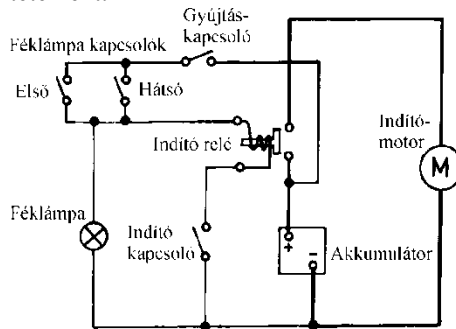 Gyújtás-
kapcsoló
Féklámpa kapcsolók
Első
Hátsó
Indító relé
Indító-
motor
M
Féklámpa
Indító
kapcsoló
+
-
Akkumulátor